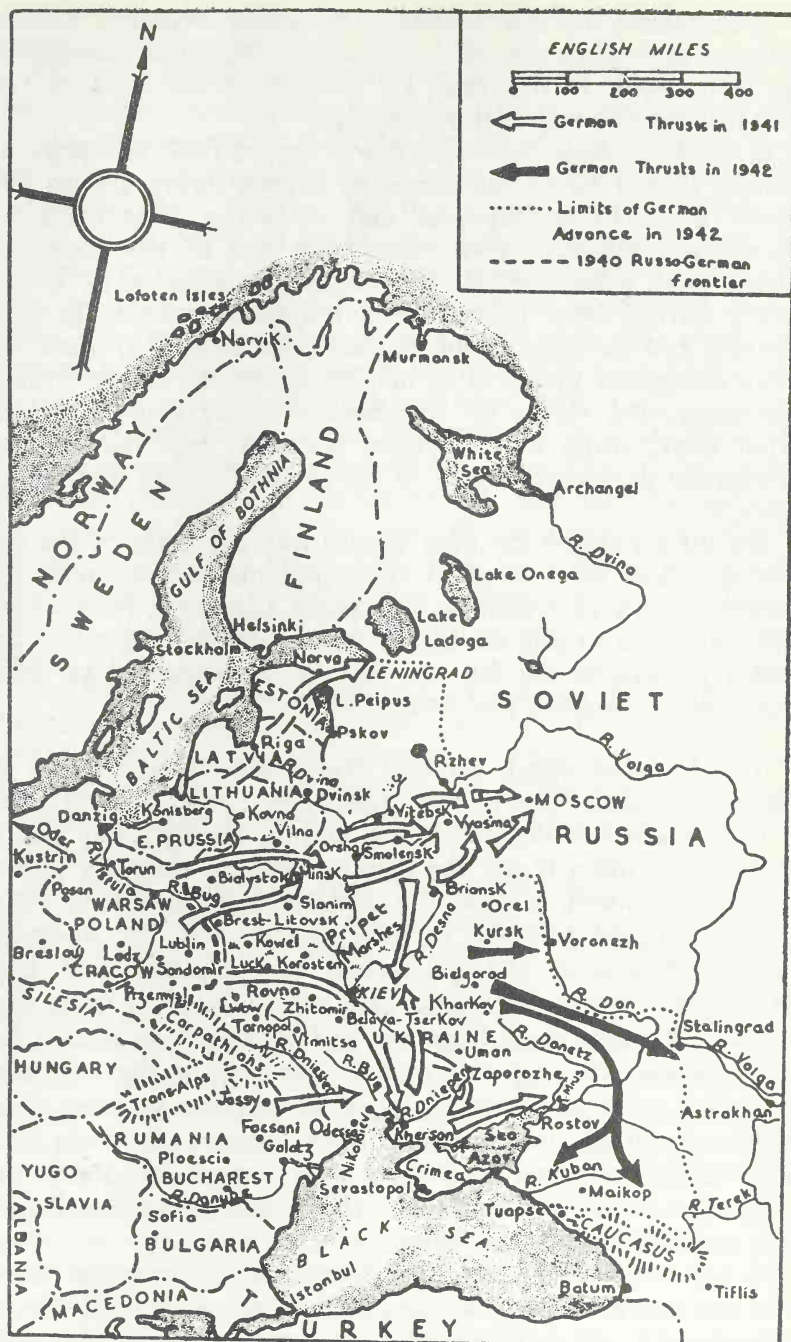 N
ENGLISH MILES
0 100 200 300 400
German Thrusts in 1941
German Thrusts in 1942
Limits of German
Advance in 1942
1940 Russo-German
frontier
Lofoten Isles
Narvik
Murmansk
NORWAY
SWEDEN
GULF OF BOTHNIA
FINLAND
White
Sea
Archangel
R. Dvina
Lake Onega
Lake
Ladoga
Helsinki
Stockholm
Narva
LENINGRAD
BALTIC SEA
ESTONIA
L. Peipus
Pskov
SOVIET
Riga
LATVIA
R. Dvina
Rzhev
R. Volga
LITHUANIA
Dvinsk
MOSCOW
Danzig
Könisberg
Kovno
Vitebsk
Vyasma
RUSSIA
Oder
E. PRUSSIA
Vilna
Orsha
Smolensk
Kustrin
R. Vistula
Torun
Bialystok
Minsk
Posen
WARSAW
R. Bug
Slonim
Briansk
Orel
POLAND
Brest-Litovsk
Pripet
Marshes
R. Desna
Kursk
Voronezh
Breslau
Lodz
Lublin
Kowel
CRACOW
Sandomir
Luck
Korosten
Bielgorod
R. Don
SILESIA
Przemysl
Rovno
KIEV
Kharkov
Stalingrad
Carpathians
Lwow
Zhitomir
Belava-Tserkov
Tarnopol
Vinnitsa
UKRAINE
R. Donetz
R. Volga
HUNGARY
R. Dniester
R. Bug
Uman
Trans-Alps
Zaporozhe
R. Mius
Astrakhan
Jassy
R. Dnieper
Rostov
RUMANIA
Focsani
Odessa
Nikolaev
Kherson
Sea
Azov
Ploescie
Galatz
R. Kuban
YUGO
SLAVIA
BUCHAREST
Crimea
Maikop
R. Danube
Sevastopol
R. Terek
Sofia
Tuapse
CAUCASUS
ALBANIA
BULGARIA
BLACK SEA
Istanbul
Batum
Tiflis
MACEDONIA
TURKEY